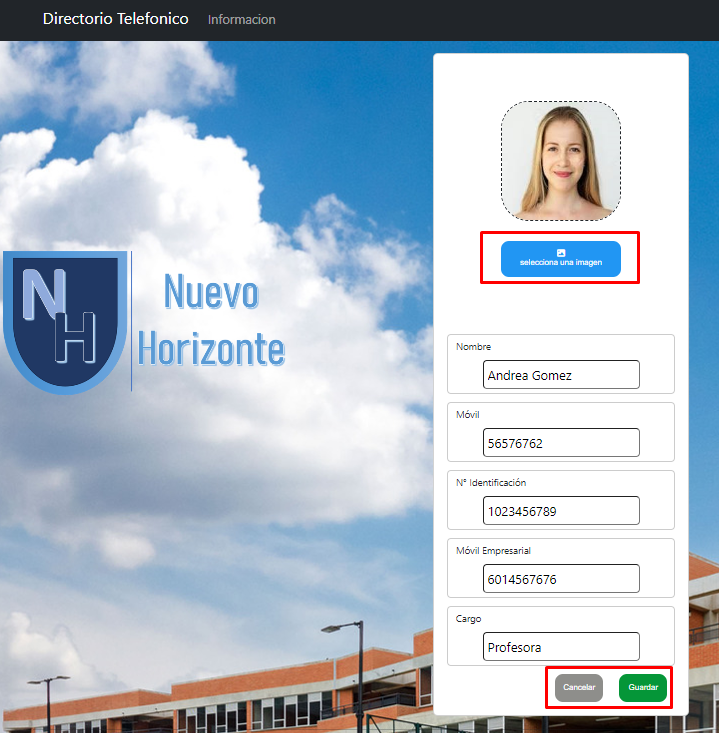 Directorio Telefonico Informacion
NH
Nuevo
Horizonte
selecciona una imagen
Nombre
Andrea Gomez
Móvil
56576762
N° Identificación
1023456789
Móvil Empresarial
6014567676
Cargo
Profesora
Cancelar Guardar